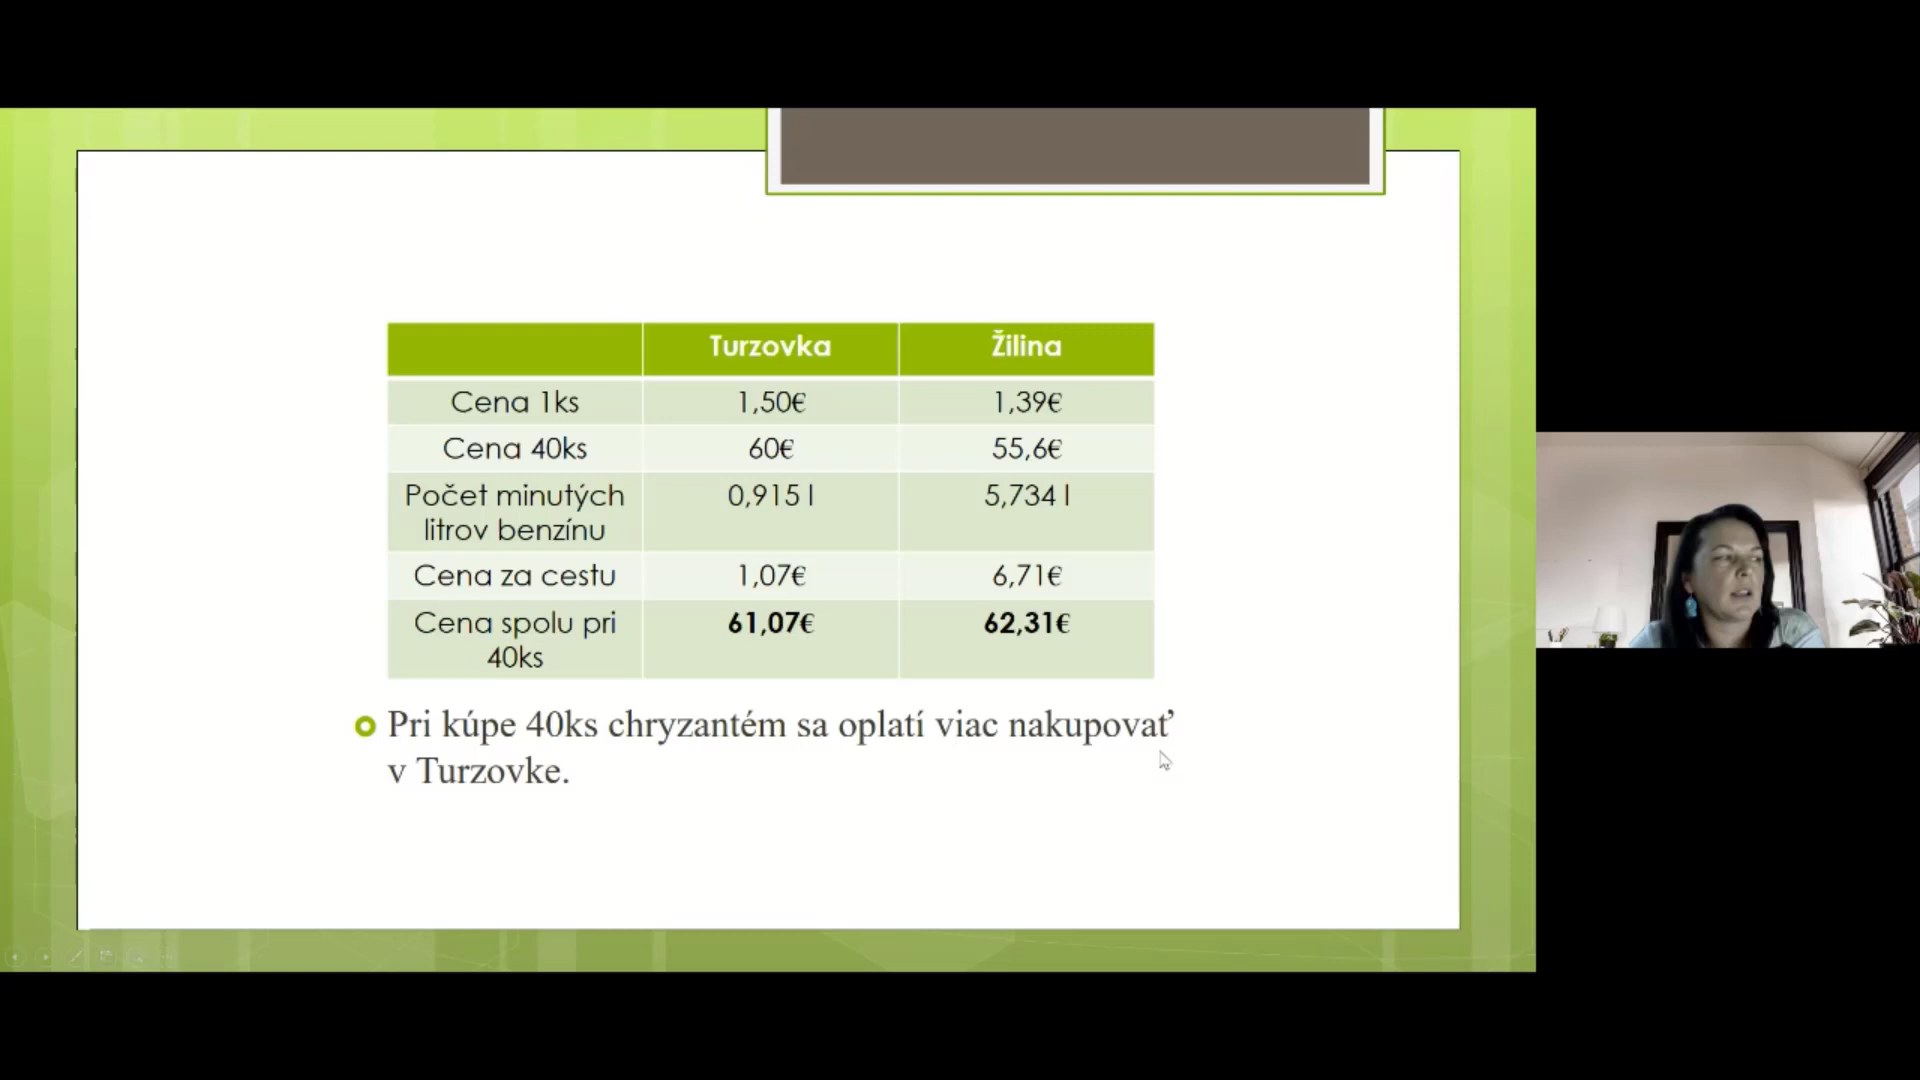 Turzovka Žilina
Cena 1ks 1,50€ 1,39€
Cena 40ks 60€ 55,6€
Počet minutých 0,915 l 5,734 l
litrov benzínu
Cena za cestu 1,07€ 6,71€
Cena spolu pri 61,07€ 62,31€
40ks
Pri kúpe 40ks chryzantém sa oplatí viac nakupovať
v Turzovke.